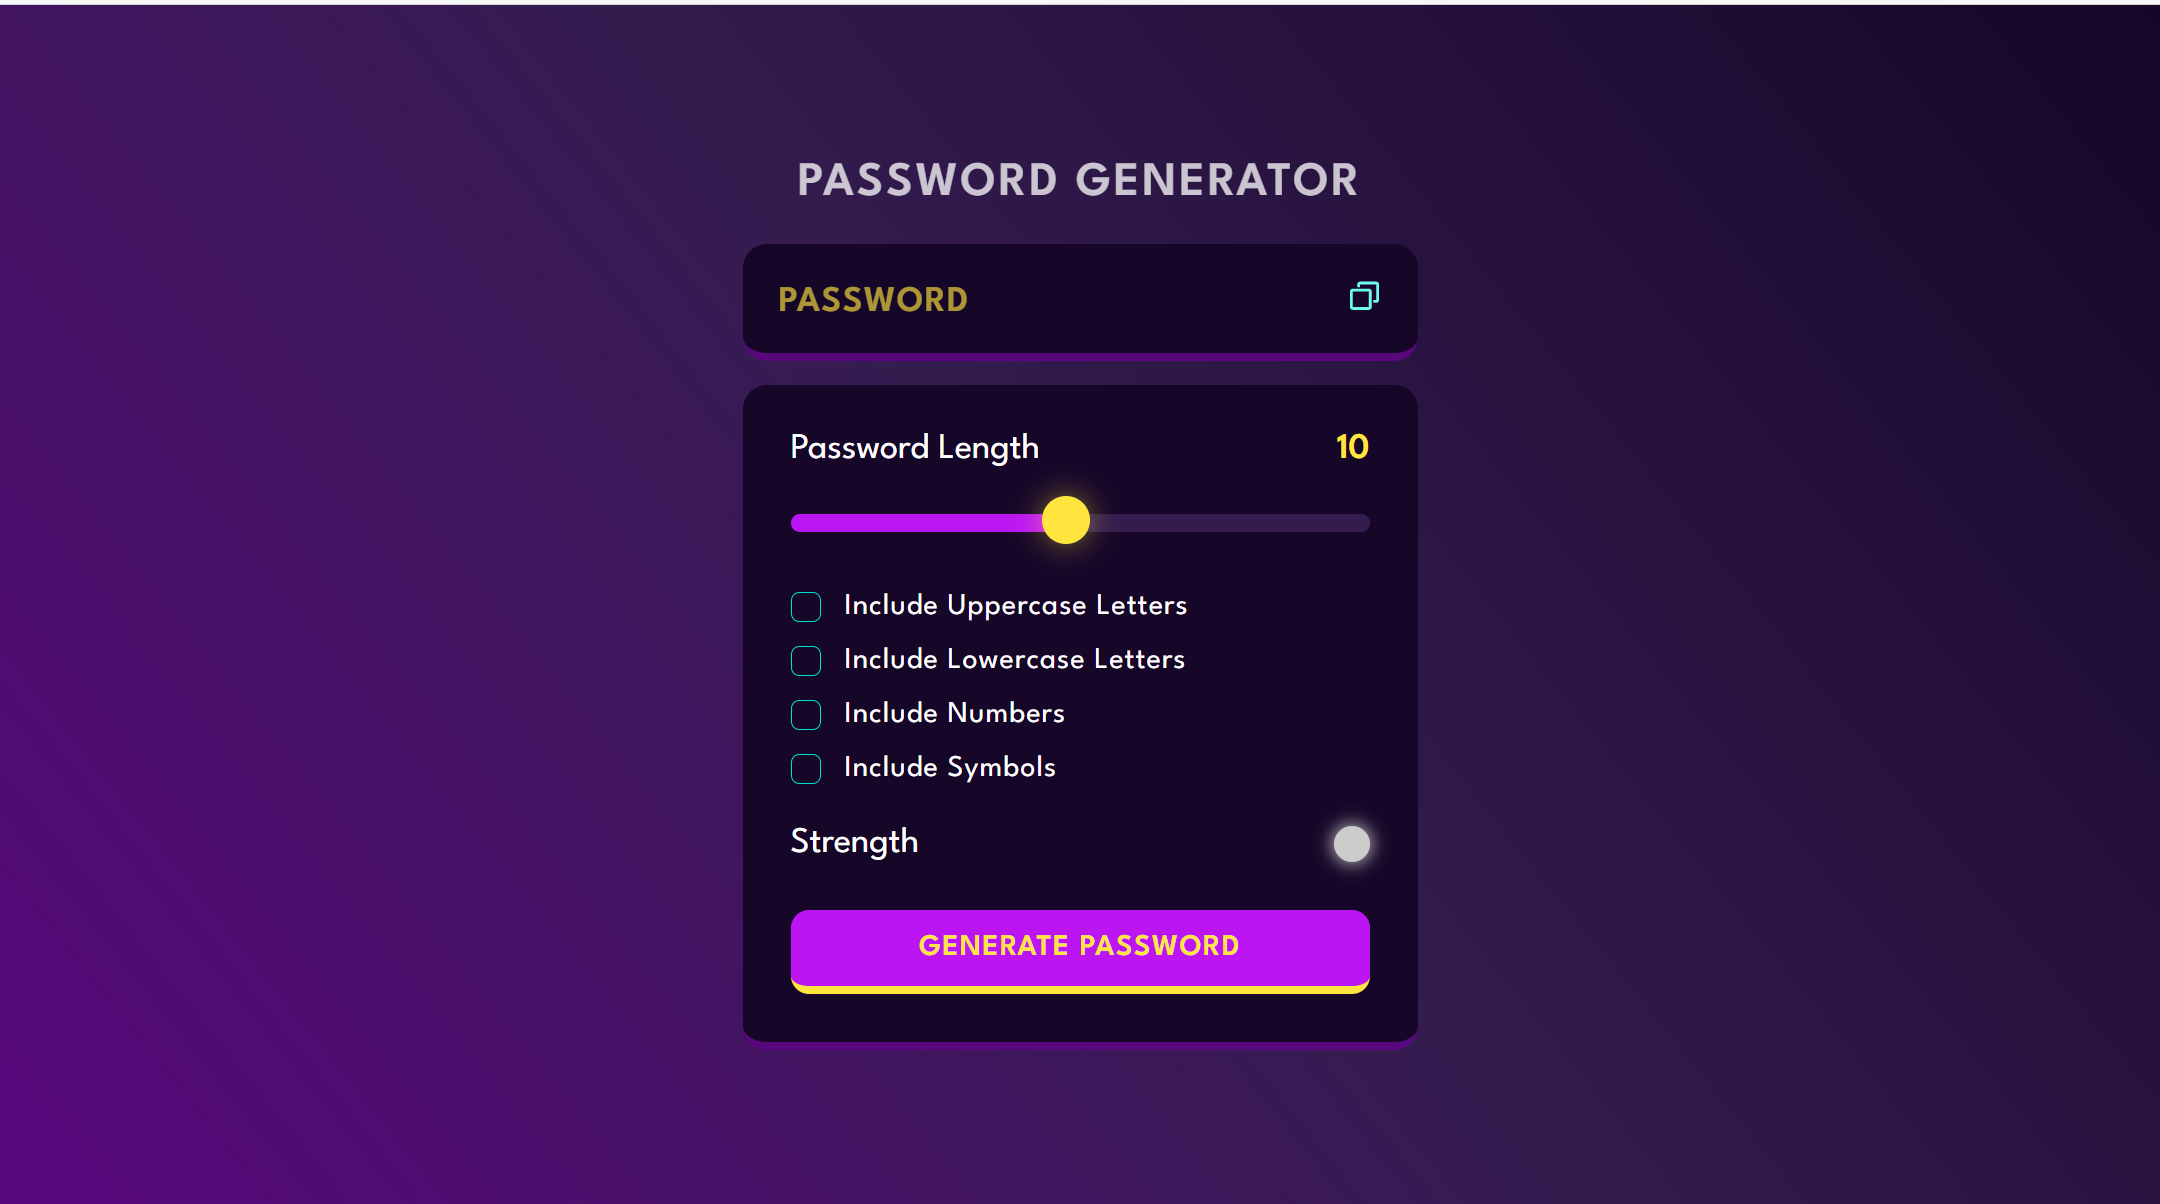 PASSWORD GENERATOR
PASSWORD
Password Length 10
Include Uppercase Letters
Include Lowercase Letters
Include Numbers
Include Symbols
Strength
GENERATE PASSWORD